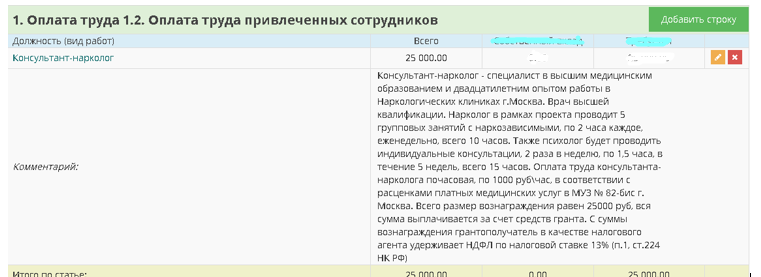 1. Оплата труда 1.2. Оплата труда привлеченных сотрудников
Добавить строку
Должность (вид работ) Всего
Консультант-нарколог 25 000.00
Консультант-нарколог - специалист в высшим медицинским
образованием и двадцатилетним опытом работы в
Наркологических клиниках г.Москва. Врач высшей
квалификации. Нарколог в рамках проекта проводит 5
групповых занятий с наркозависимыми, по 2 часа каждое,
еженедельно, всего 10 часов. Также психолог будет проводить
индивидуальные консультации, 2 раза в неделю, по 1,5 часа, в
Комментарий:
течение 5 недель, всего 15 часов. Оплата труда консультанта-
нарколога почасовая, по 1000 руб\час, в соответствии с
расценками платных медицинских услуг в МУЗ № 82-бис г.
Москва. Всего размер вознаграждения равен 25000 руб, вся
сумма выплачивается за счет средств гранта. С суммы
вознаграждения грантополучатель в качестве налогового
агента удерживает НДФЛ по налоговой ставке 13% (п.1, ст.224
НК РФ)
Итого по статье: 25 000.00 0.00 25 000.00